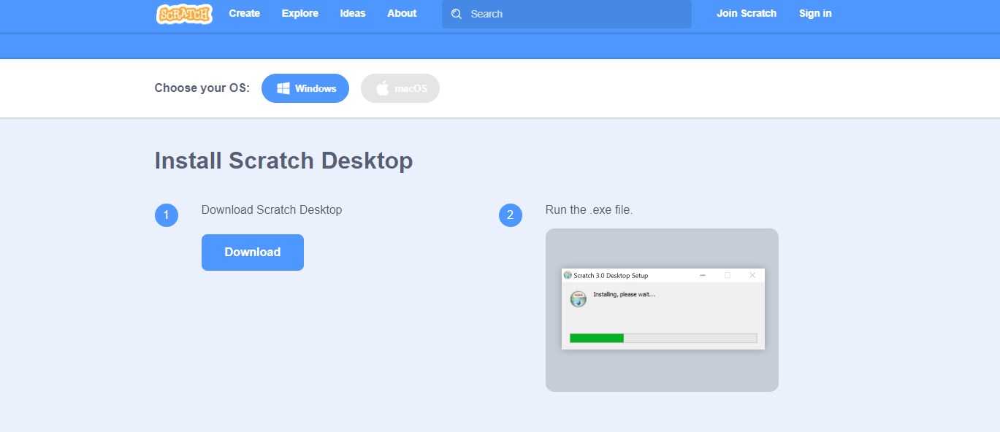 SCRATCH Create Explore Ideas About Search Join Scratch Sign in
Choose your OS: Windows macOS
Install Scratch Desktop
1 Download Scratch Desktop
Download
2 Run the .exe file.
Scratch 3.0 Desktop Setup
Installing, please wait...